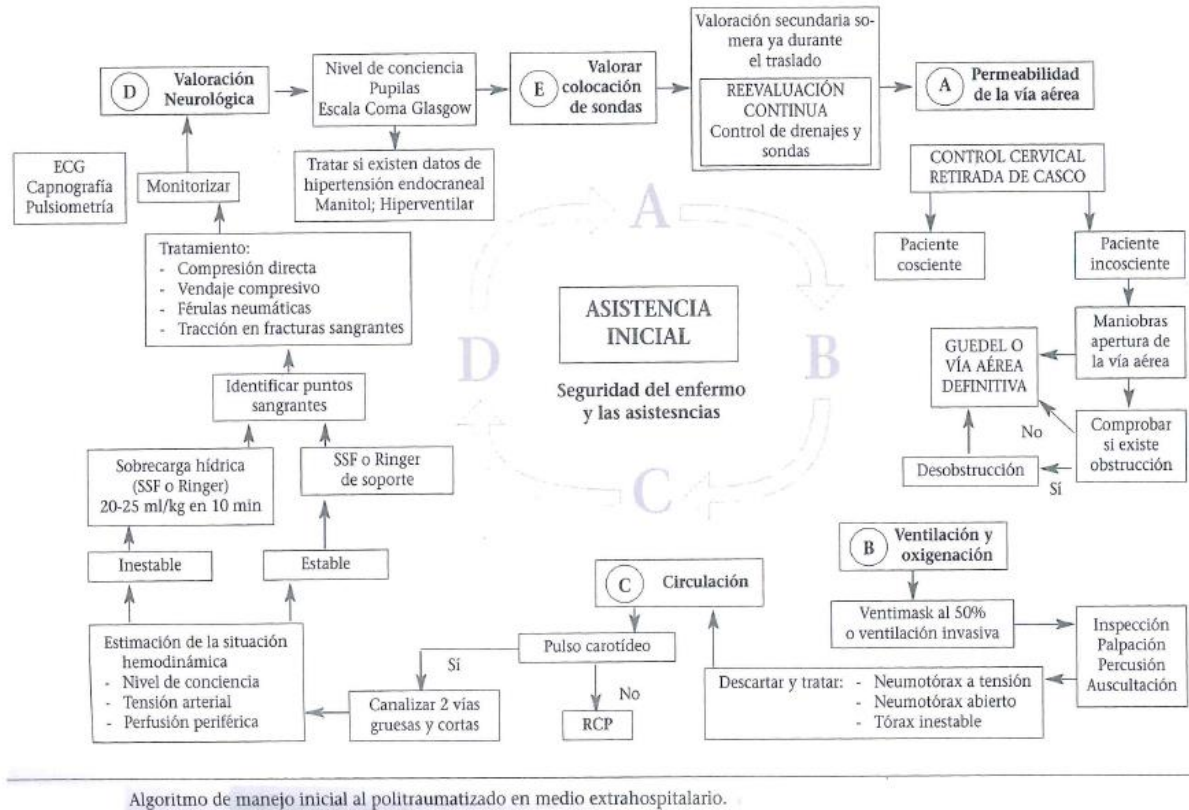 D
Valoración
Neurológica
Nivel de conciencia
Pupilas
Escala Coma Glasgow
E
Valorar
colocación
de sondas
Valoración secundaria so-
mera ya durante
el traslado
REEVALUACIÓN
CONTINUA
Control de drenajes y
sondas
A
Permeabilidad
de la vía aérea
ECG
Capnografía
Pulsiometría
Monitorizar
Tratar si existen datos de
hipertensión endocraneal
Manitol; Hiperventilar
CONTROL CERVICAL
RETIRADA DE CASCO
Paciente
cosciente
Paciente
incosciente
Tratamiento:
- Compresión directa
- Vendaje compresivo
- Férulas neumáticas
- Tracción en fracturas sangrantes
A
B
C
D
ASISTENCIA
INICIAL
Seguridad del enfermo
y las asistesncias
Maniobras
apertura de
la vía aérea
GUEDEL O
VÍA AÉREA
DEFINITIVA
No
Comprobar
si existe
obstrucción
Sí
Desobstrucción
Identificar puntos
sangrantes
Sobrecarga hídrica
(SSF o Ringer)
20-25 ml/kg en 10 min
SSF o Ringer
de soporte
Inestable
Estable
B
Ventilación y
oxigenación
Ventimask al 50%
o ventilación invasiva
Inspección
Palpación
Percusión
Auscultación
C
Circulación
Pulso carotídeo
Sí
No
RCP
Canalizar 2 vías
gruesas y cortas
Estimación de la situación
hemodinámica
- Nivel de conciencia
- Tensión arterial
- Perfusión periférica
Descartar y tratar: - Neumotórax a tensión
- Neumotórax abierto
- Tórax inestable
Algoritmo de manejo inicial al politraumatizado en medio extrahospitalario.